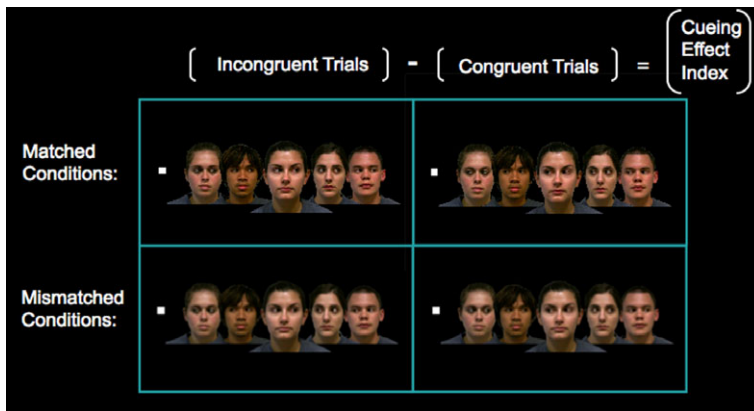 Incongruent Trials - Congruent Trials = Cueing
Effect
Index
Matched
Conditions:
Mismatched
Conditions: